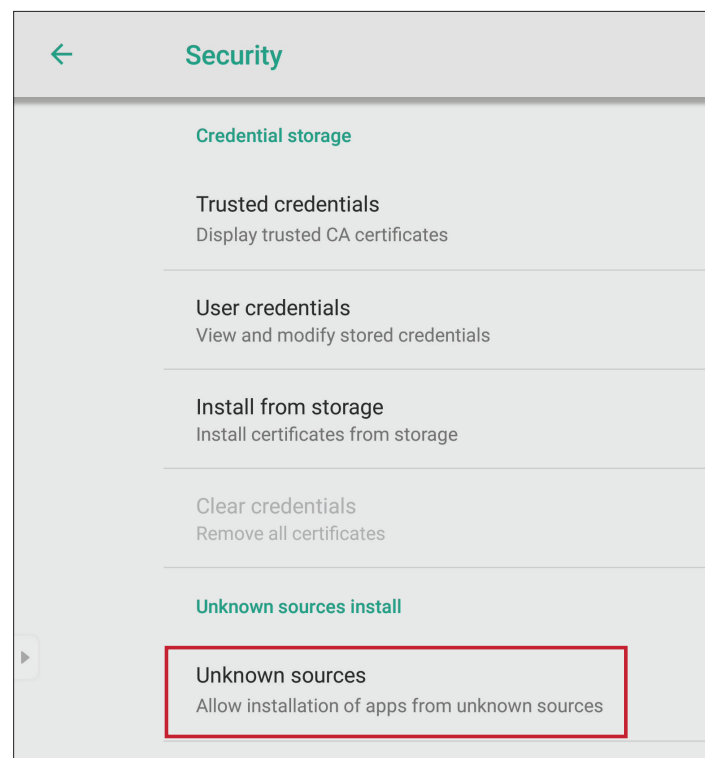 Security
Credential storage
Trusted credentials
Display trusted CA certificates
User credentials
View and modify stored credentials
Install from storage
Install certificates from storage
Clear credentials
Remove all certificates
Unknown sources install
Unknown sources
Allow installation of apps from unknown sources